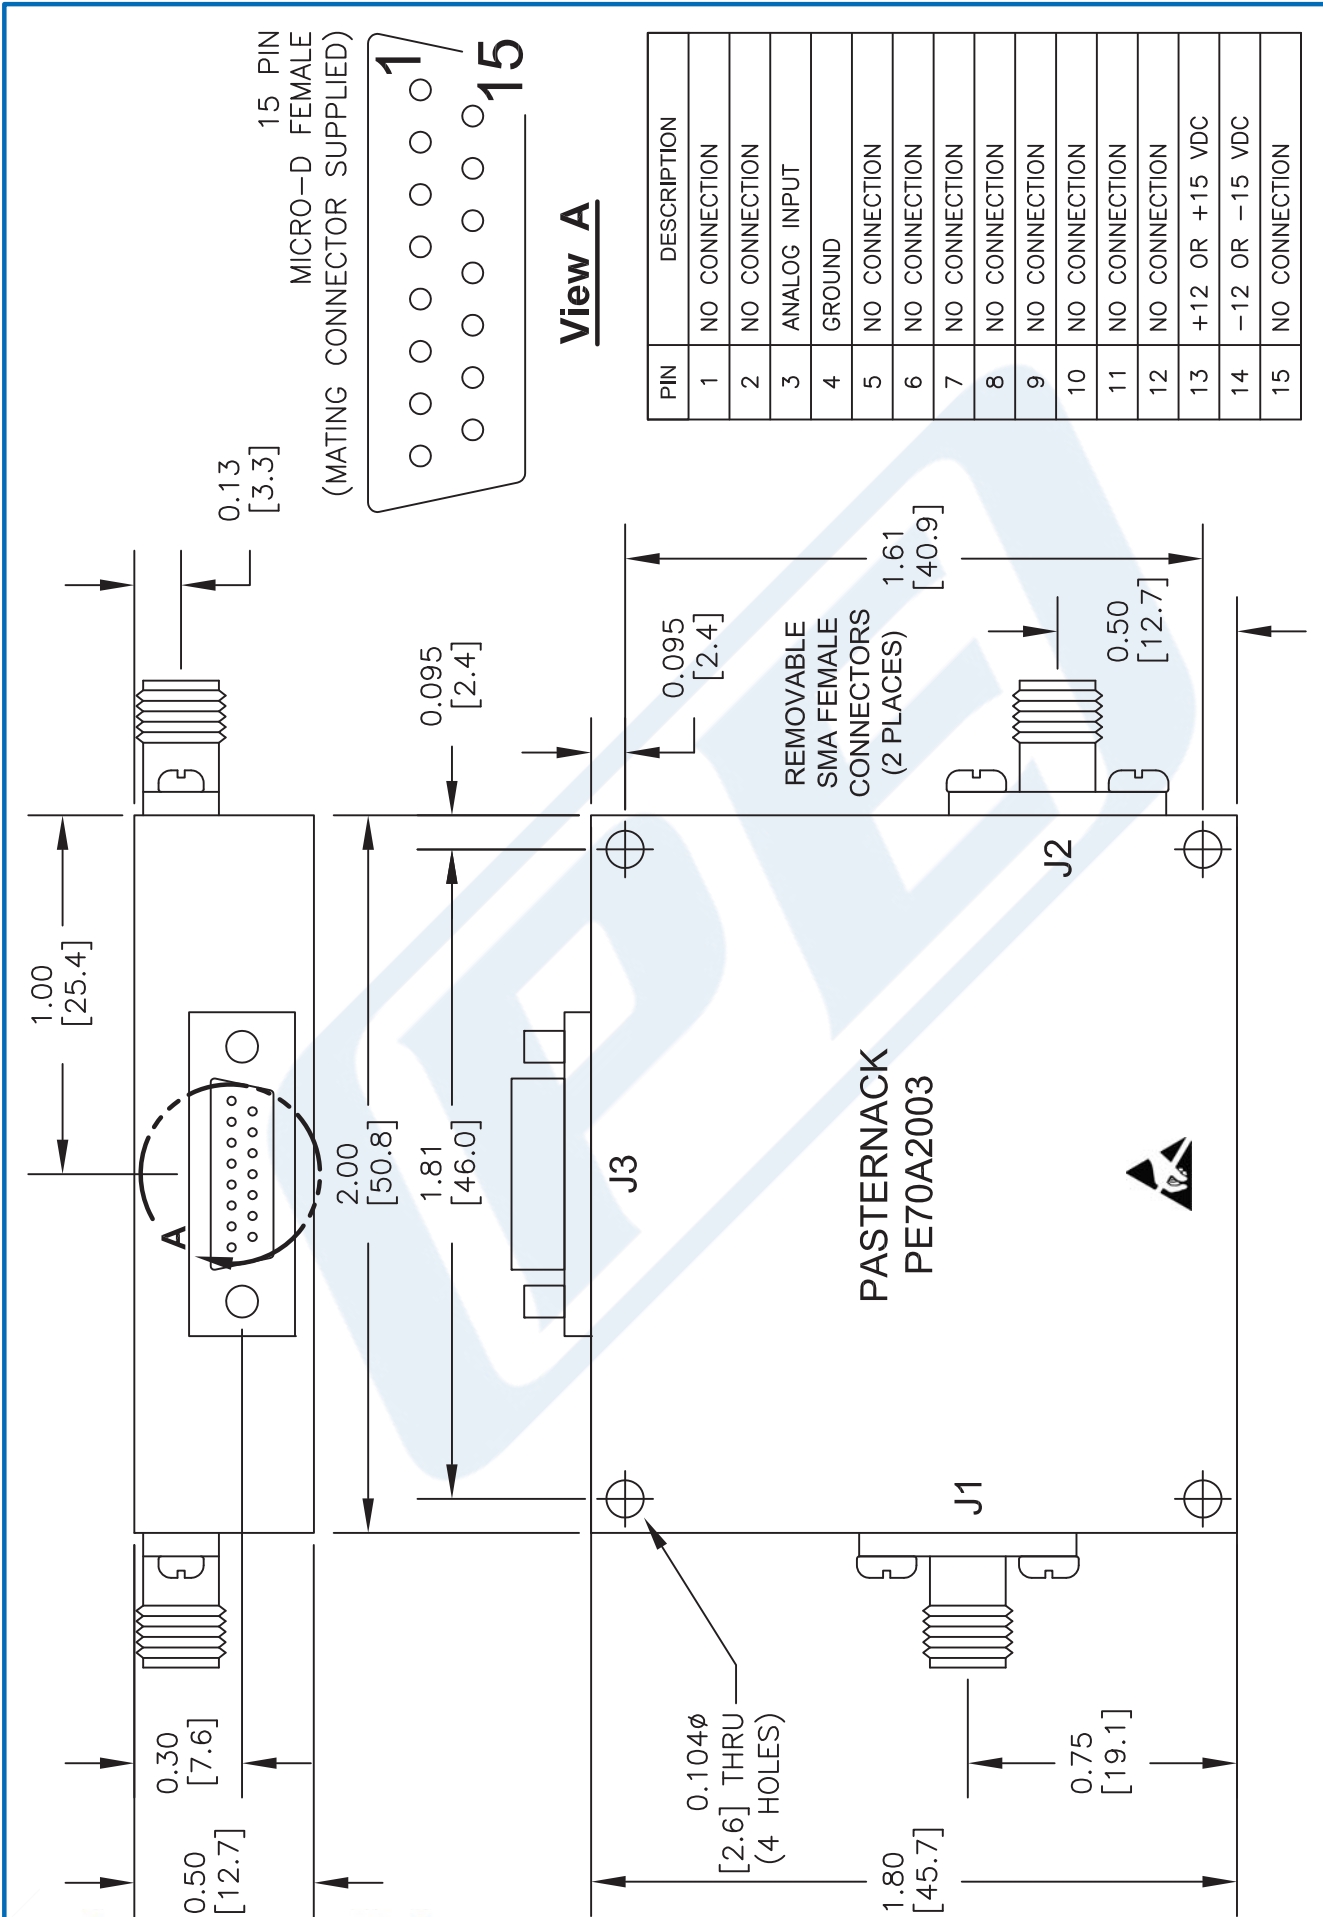 0.50
[12.7]
0.30
[7.6]
A
1.00
[25.4]
0.13
[3.3]
15 PIN
MICRO-D FEMALE
(MATING CONNECTOR SUPPLIED)
1
15
View A
2.00
[50.8]
1.81
[46.0]
0.095
[2.4]
PIN DESCRIPTION
1 NO CONNECTION
2 NO CONNECTION
3 ANALOG INPUT
4 GROUND
5 NO CONNECTION
6 NO CONNECTION
7 NO CONNECTION
8 NO CONNECTION
9 NO CONNECTION
10 NO CONNECTION
11 NO CONNECTION
12 NO CONNECTION
13 +12 OR +15 VDC
14 -12 OR -15 VDC
15 NO CONNECTION
0.104ø
[2.6] THRU
(4 HOLES)
J3
0.095
[2.4]
REMOVABLE
SMA FEMALE
CONNECTORS
(2 PLACES)
1.61
[40.9]
1.80
[45.7]
PASTERNACK
PE70A2003
J1
J2
0.75
[19.1]
0.50
[12.7]
PE